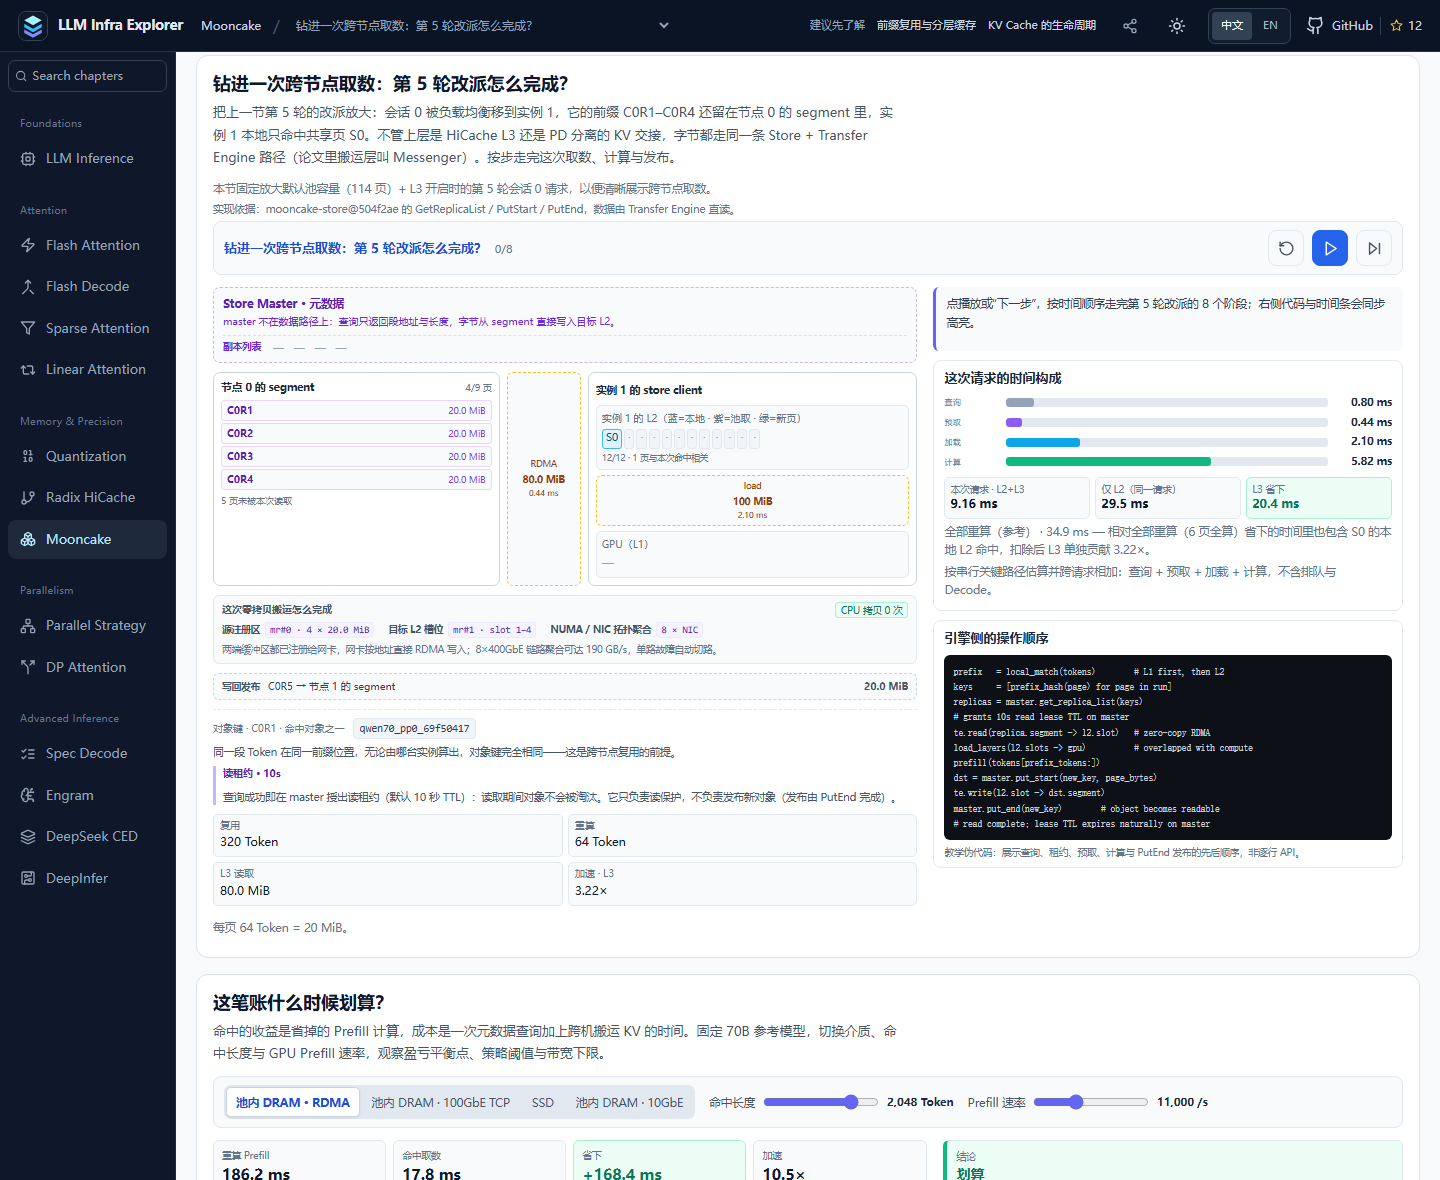 LLM Infra Explorer
Mooncake / 钻进一次跨节点取数：第 5 轮改派怎么完成？
建议先了解 前缀复用与分层缓存 KV Cache 的生命周期
中文 EN
GitHub 12
Search chapters
Foundations
LLM Inference
Attention
Flash Attention
Flash Decode
Sparse Attention
Linear Attention
Memory & Precision
Quantization
Radix HiCache
Mooncake
Parallelism
Parallel Strategy
DP Attention
Advanced Inference
Spec Decode
Engram
DeepSeek CED
DeepInfer
钻进一次跨节点取数：第 5 轮改派怎么完成？
把上一节第 5 轮的改派放大：会话 0 被负载均衡移到实例 1，它的前缀 C0R1–C0R4 还留在节点 0 的 segment 里，实
例 1 本地只命中共享页 S0。不管上层是 HiCache L3 还是 PD 分离的 KV 交接，字节都走同一条 Store + Transfer
Engine 路径（论文里搬运层叫 Messenger）。按步走完这次取数、计算与发布。
本节固定放大默认池容量（114 页）+ L3 开启时的第 5 轮会话 0 请求，以便清晰展示跨节点取数。
实现依据：mooncake-store@504f2ae 的 GetReplicaList / PutStart / PutEnd，数据由 Transfer Engine 直读。
钻进一次跨节点取数：第 5 轮改派怎么完成？ 0/8
Store Master · 元数据
master 不在数据路径上：查询只返回段地址与长度，字节从 segment 直接写入目标 L2。
副本列表 — — — —
节点 0 的 segment 4/9 页
C0R1 20.0 MiB
C0R2 20.0 MiB
C0R3 20.0 MiB
C0R4 20.0 MiB
5 页未被本次读取
RDMA
80.0 MiB
0.44 ms
实例 1 的 store client
实例 1 的 L2（蓝=本地 · 紫=池取 · 绿=新页）
S0 · · · · · · · · · · ·
12/12 · 1 页与本次命中相关
load
100 MiB
2.10 ms
GPU（L1）
—
这次零拷贝搬运怎么完成
CPU 拷贝 0 次
源注册区 mr#0 · 4 × 20.0 MiB 目标 L2 槽位 mr#1 · slot 1–4 NUMA / NIC 拓扑聚合 8 × NIC
两端缓冲区都已注册给网卡，网卡按地址直接 RDMA 写入；8×400GbE 链路聚合可达 190 GB/s，单路故障自动切路。
写回发布 C0R5 → 节点 1 的 segment 20.0 MiB
对象键 · C0R1 · 命中对象之一 qwen70_pp0_69f50417
同一段 Token 在同一前缀位置，无论由哪台实例算出，对象键完全相同——这是跨节点复用的前提。
读租约 · 10s
查询成功即在 master 授出读租约（默认 10 秒 TTL）：读取期间对象不会被淘汰。它只负责读保护，不负责发布新对象（发布由 PutEnd 完成）。
复用
320 Token
重算
64 Token
L3 读取
80.0 MiB
加速 · L3
3.22×
每页 64 Token = 20 MiB。
点播放或“下一步”，按时间顺序走完第 5 轮改派的 8 个阶段；右侧代码与时间条会同步
高亮。
这次请求的时间构成
查询 0.80 ms
预取 0.44 ms
加载 2.10 ms
计算 5.82 ms
本次请求 · L2+L3
9.16 ms
仅 L2（同一请求）
29.5 ms
L3 省下
20.4 ms
全部重算（参考）· 34.9 ms — 相对全部重算（6 页全算）省下的时间里也包含 S0 的本
地 L2 命中，扣除后 L3 单独贡献 3.22×。
按串行关键路径估算并跨请求相加：查询 + 预取 + 加载 + 计算，不含排队与
Decode。
引擎侧的操作顺序
prefix = local_match(tokens) # L1 first, then L2
keys = [prefix_hash(page) for page in run]
replicas = master.get_replica_list(keys)
# grants 10s read lease TTL on master
te.read(replica.segment -> l2.slot) # zero-copy RDMA
load_layers(l2.slots -> gpu) # overlapped with compute
prefill(tokens[prefix_tokens:])
dst = master.put_start(new_key, page_bytes)
te.write(l2.slot -> dst.segment)
master.put_end(new_key) # object becomes readable
# read complete; lease TTL expires naturally on master
教学伪代码：展示查询、租约、预取、计算与 PutEnd 发布的先后顺序，非逐行 API。
这笔账什么时候划算？
命中的收益是省掉的 Prefill 计算，成本是一次元数据查询加上跨机搬运 KV 的时间。固定 70B 参考模型，切换介质、命
中长度与 GPU Prefill 速率，观察盈亏平衡点、策略阈值与带宽下限。
池内 DRAM · RDMA 池内 DRAM · 100GbE TCP SSD 池内 DRAM · 10GbE 命中长度 2,048 Token Prefill 速率 11,000 /s
重算 Prefill
186.2 ms
命中取数
17.8 ms
省下
+168.4 ms
加速
10.5×
结论
划算